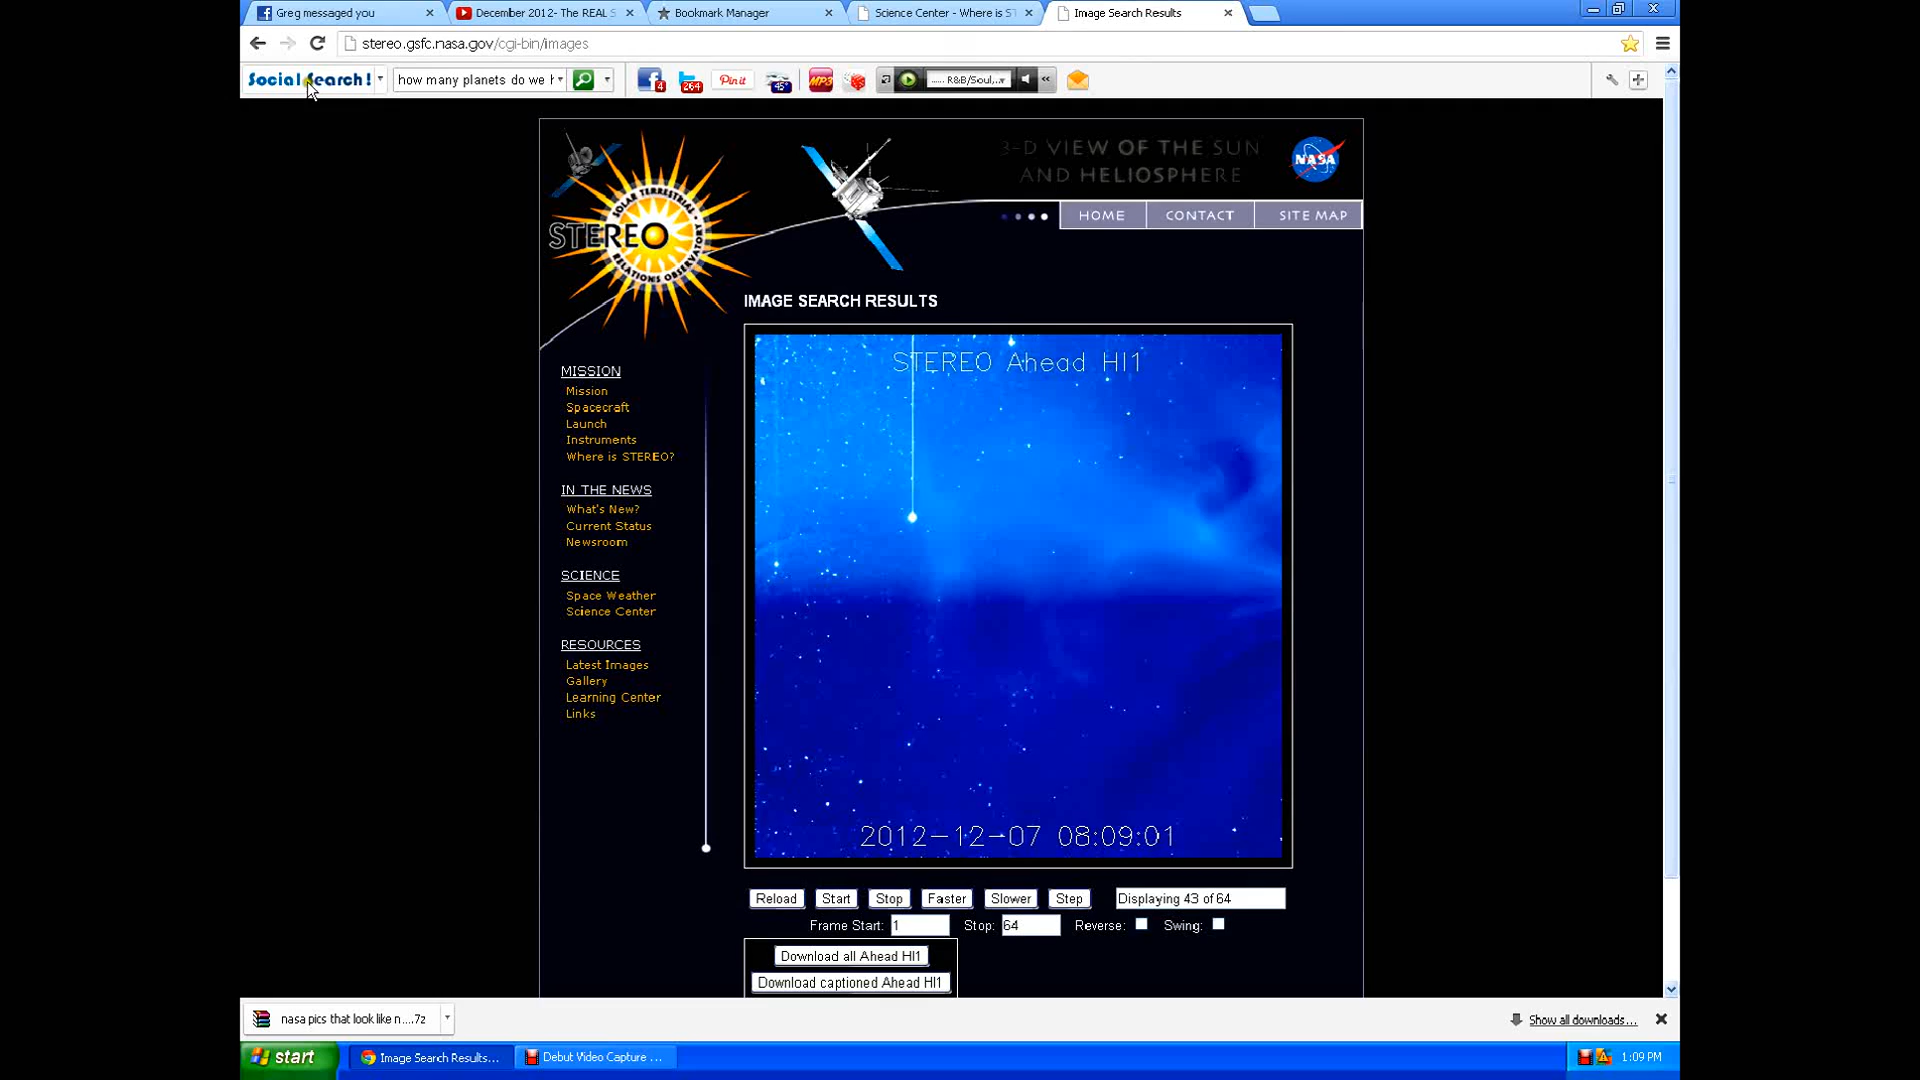 Greg messaged you
December 2012- The REAL S
Bookmark Manager
Science Center - Where is ST
Image Search Results
stereo.gsfc.nasa.gov/cgi-bin/images
Social Search!
how many planets do we h
4
264
Pin it
45°
MP3
..... R&B/Soul,...
3-D VIEW OF THE SUN
AND HELIOSPHERE
NASA
HOME
CONTACT
SITE MAP
SOLAR TERRESTRIAL
STEREO
RELATIONS OBSERVATORY
IMAGE SEARCH RESULTS
MISSION
Mission
Spacecraft
Launch
Instruments
Where is STEREO?
IN THE NEWS
What's New?
Current Status
Newsroom
SCIENCE
Space Weather
Science Center
RESOURCES
Latest Images
Gallery
Learning Center
Links
STEREO Ahead HI1
2012-12-07 08:09:01
Reload
Start
Stop
Faster
Slower
Step
Displaying 43 of 64
Frame Start: 1
Stop: 64
Reverse:
Swing:
Download all Ahead HI1
Download captioned Ahead HI1
nasa pics that look like n....7z
Show all downloads...
start
Image Search Results...
Debut Video Capture ...
1:09 PM